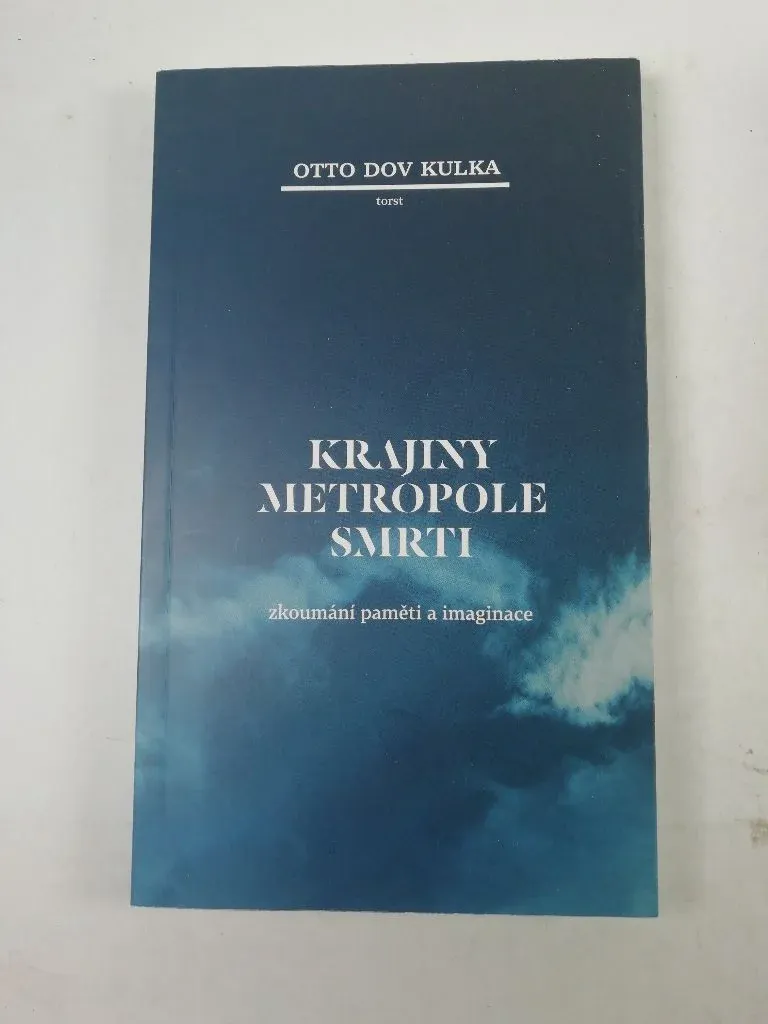 OTTO DOV KULKA
torst
KRAJINY
METROPOLE
SMRTI
zkoumání paměti a imaginace